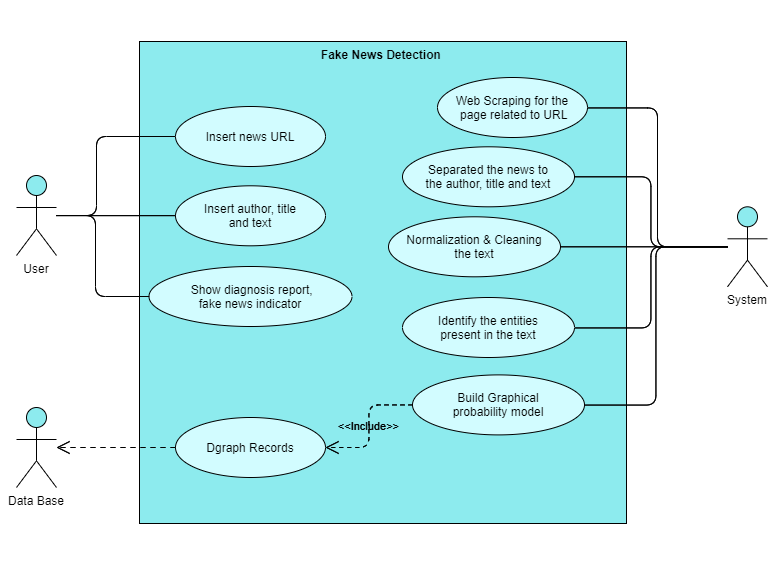 Fake News Detection
Insert news URL
Insert author, title
and text
Show diagnosis report,
fake news indicator
Dgraph Records
Web Scraping for the
page related to URL
Separated the news to
the author, title and text
Normalization & Cleaning
the text
Identify the entities
present in the text
Build Graphical
probability model
<<Include>>
User
Data Base
System